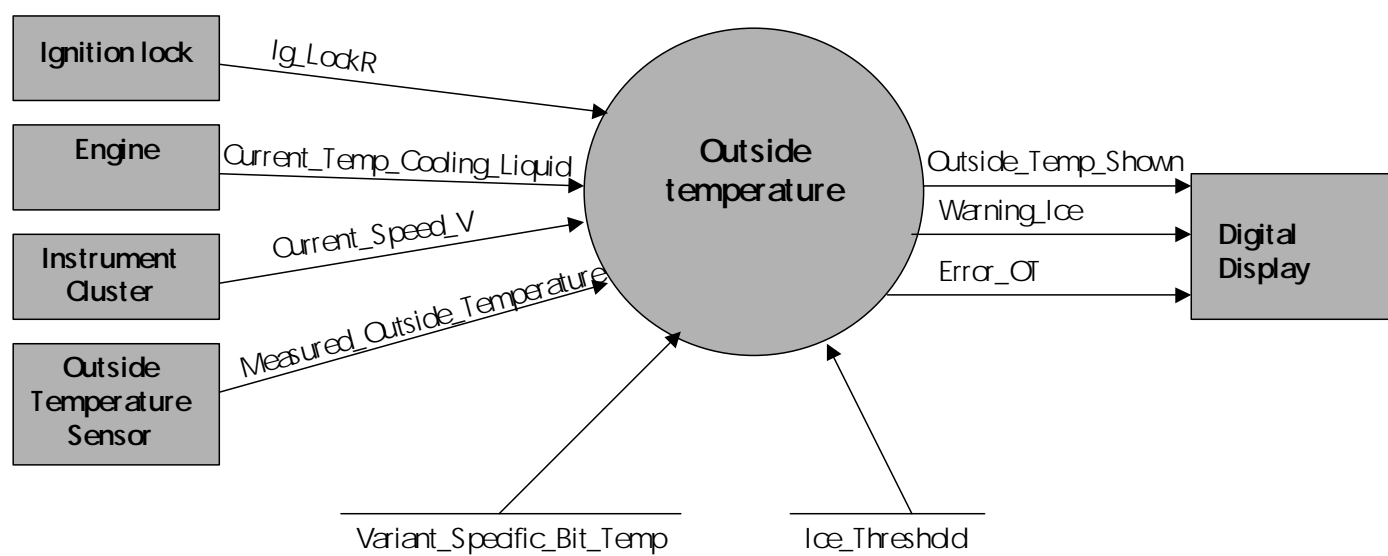 Ignition lock
Ig_LockR
Engine
Current_Temp_Cooling_Liquid
Instrument
Cluster
Current_Speed_V
Outside
Temperature
Sensor
Measured_Outside_Temperature
Outside
temperature
Outside_Temp_Shown
Warning_Ice
Error_OT
Digital
Display
Variant_Specific_Bit_Temp
Ice_Threshold